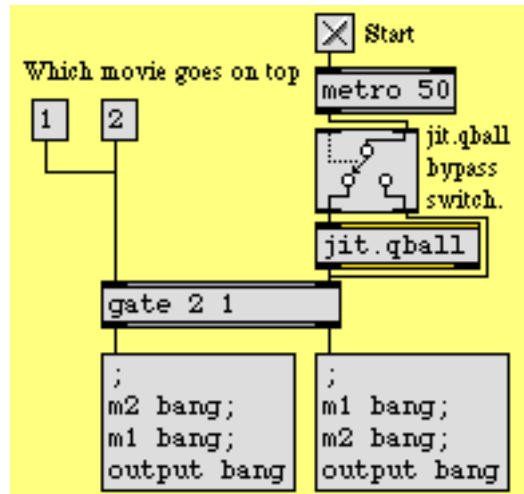 Start
Which movie goes on top
metro 50
1
2
jit.qball
bypass
switch.
jit.qball
gate 2 1
;
m2 bang;
m1 bang;
output bang
;
m1 bang;
m2 bang;
output bang